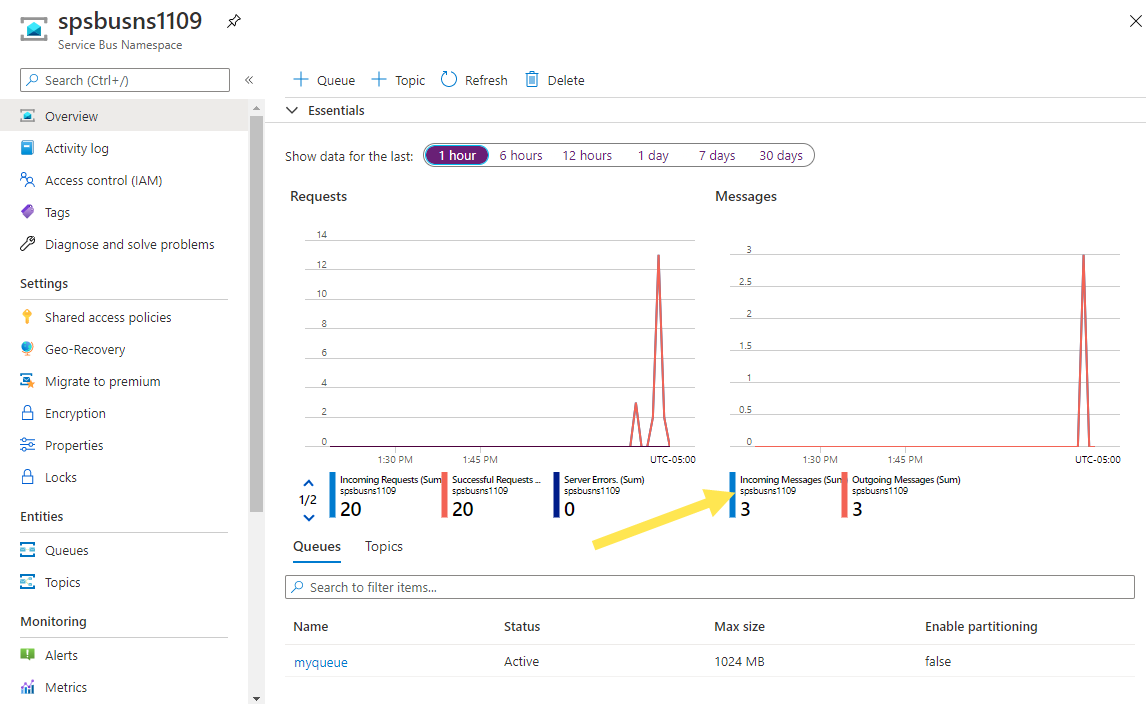 spsbusns1109
Service Bus Namespace
Search (Ctrl+/)
«
Overview
Activity log
Access control (IAM)
Tags
Diagnose and solve problems
Settings
Shared access policies
Geo-Recovery
Migrate to premium
Encryption
Properties
Locks
Entities
Queues
Topics
Monitoring
Alerts
Metrics
Queue Topic Refresh Delete
Essentials
Show data for the last: 1 hour 6 hours 12 hours 1 day 7 days 30 days
Requests
14
12
10
8
6
4
2
0
1:30 PM 1:45 PM UTC-05:00
1/2
Incoming Requests (Sum
spsbusns1109
20
Successful Requests ...
spsbusns1109
20
Server Errors. (Sum)
spsbusns1109
0
Messages
3
2.5
2
1.5
1
0.5
0
1:30 PM 1:45 PM UTC-05:00
Incoming Messages (Sum
spsbusns1109
3
Outgoing Messages (Sum)
spsbusns1109
3
Queues Topics
Search to filter items...
Name Status Max size Enable partitioning
myqueue Active 1024 MB false